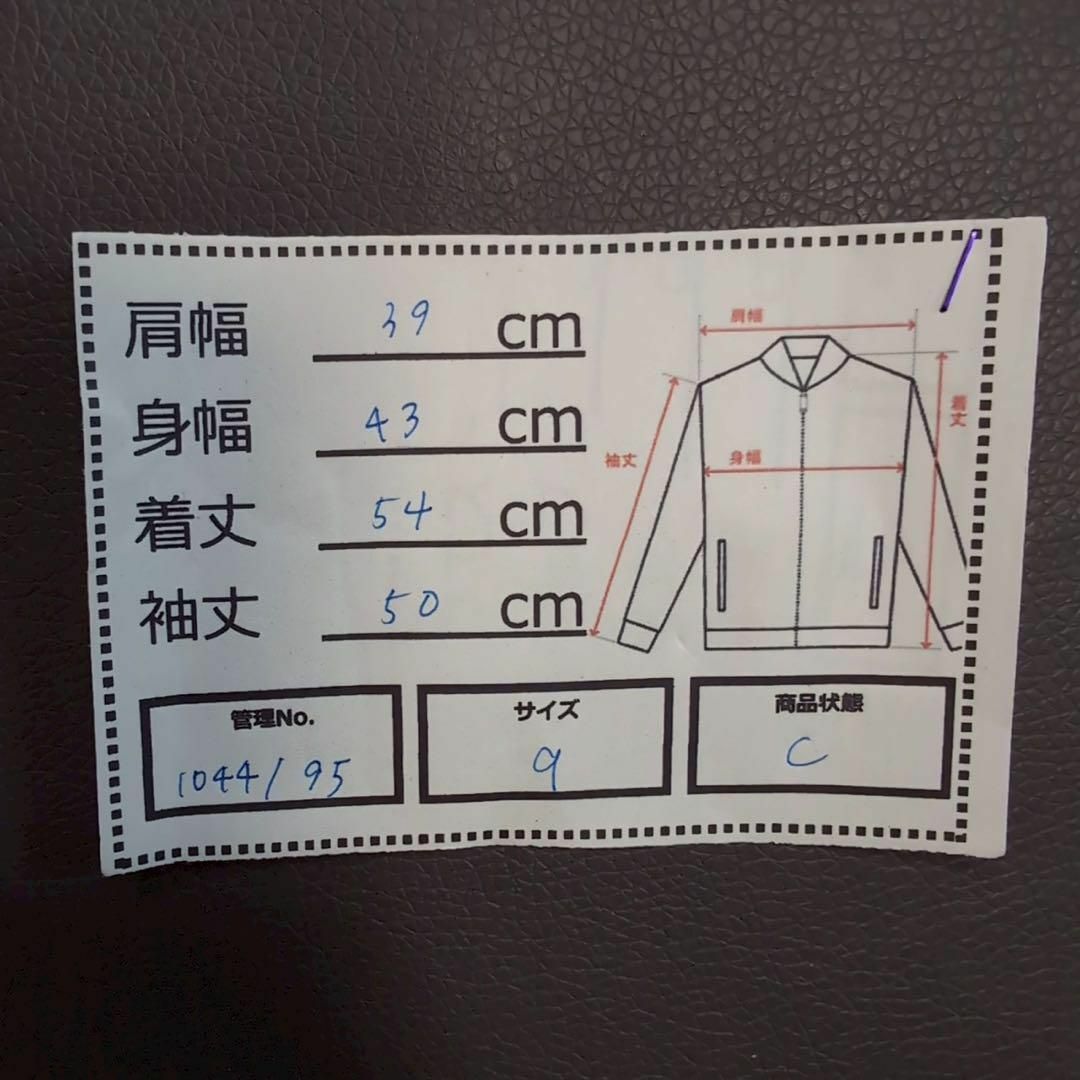 肩幅 39 cm
身幅 43 cm
着丈 54 cm
袖丈 50 cm
肩幅
身幅
袖丈
着丈
管理No.
1044/95
サイズ
9
商品状態
C